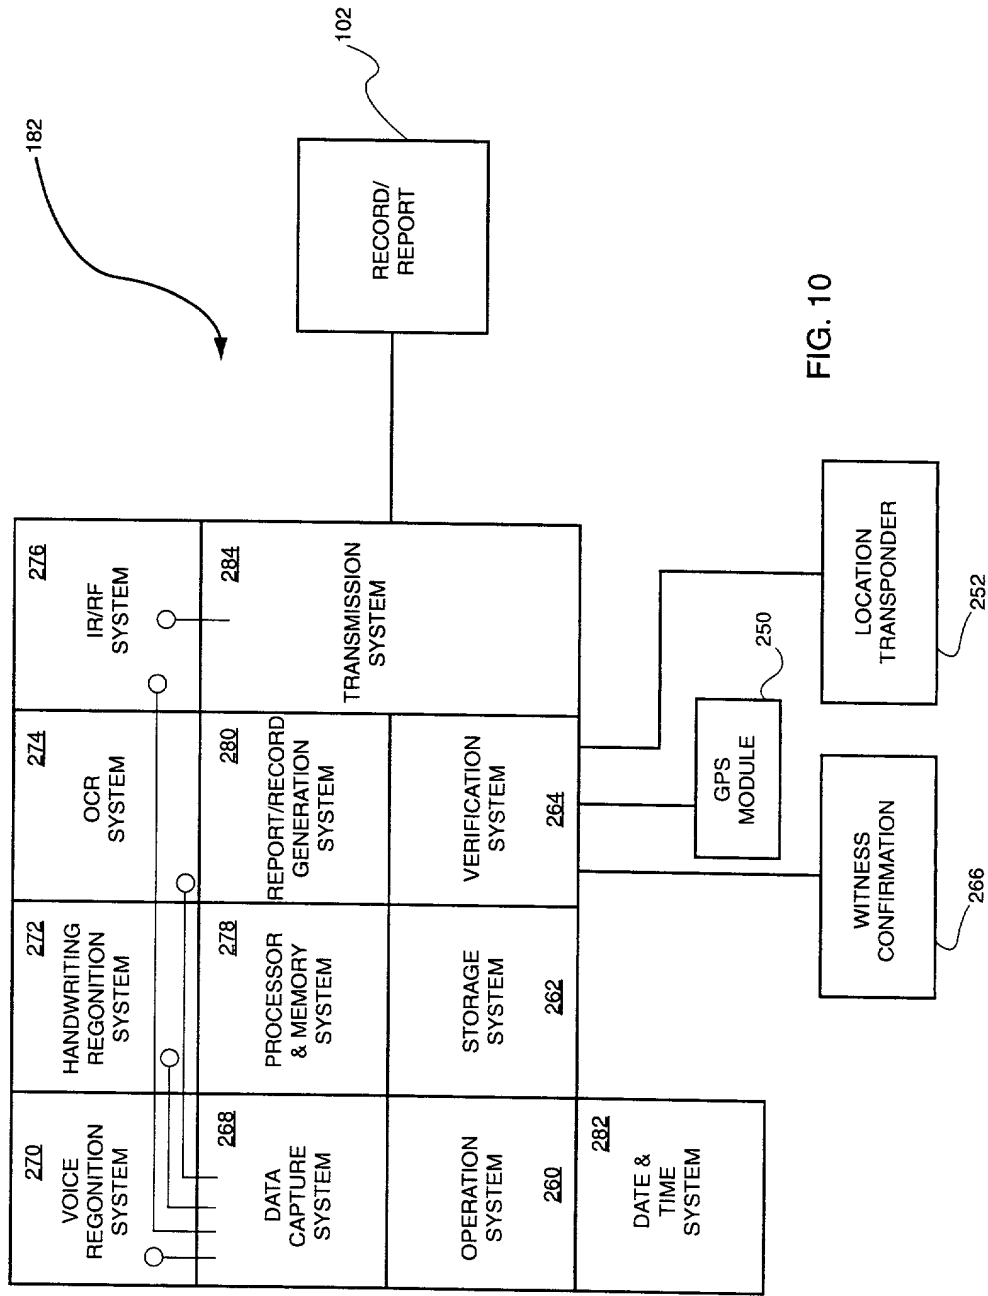 182
102
RECORD/
REPORT
270
VOICE
REGONITION
SYSTEM
272
HANDWRITING
REGONITION
SYSTEM
274
OCR
SYSTEM
276
IR/RF
SYSTEM
268
DATA
CAPTURE
SYSTEM
278
PROCESSOR
& MEMORY
SYSTEM
280
REPORT/RECORD
GENERATION
SYSTEM
284
TRANSMISSION
SYSTEM
OPERATION
SYSTEM
260
STORAGE
SYSTEM
262
VERIFICATION
SYSTEM
264
282
DATE &
TIME
SYSTEM
GPS
MODULE
250
WITNESS
CONFIRMATION
266
LOCATION
TRANSPONDER
252
FIG. 10